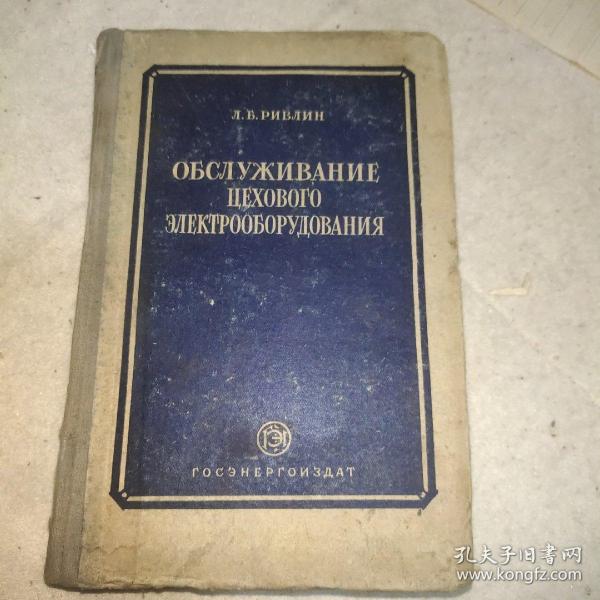 Л.Б.РИВЛИН
ОБСЛУЖИВАНИЕ
ЦЕХОВОГО
ЭЛЕКТРООБОРУДОВАНИЯ
ГЭИ
ГОСЭНЕРГОИЗДАТ
孔夫子旧书网
www.kongfz.com